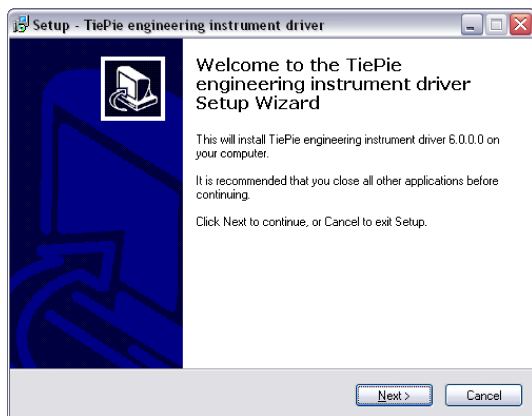 Setup - TiePie engineering instrument driver
Welcome to the TiePie
engineering instrument driver
Setup Wizard
This will install TiePie engineering instrument driver 6.0.0.0 on
your computer.
It is recommended that you close all other applications before
continuing.
Click Next to continue, or Cancel to exit Setup.
Next >
Cancel